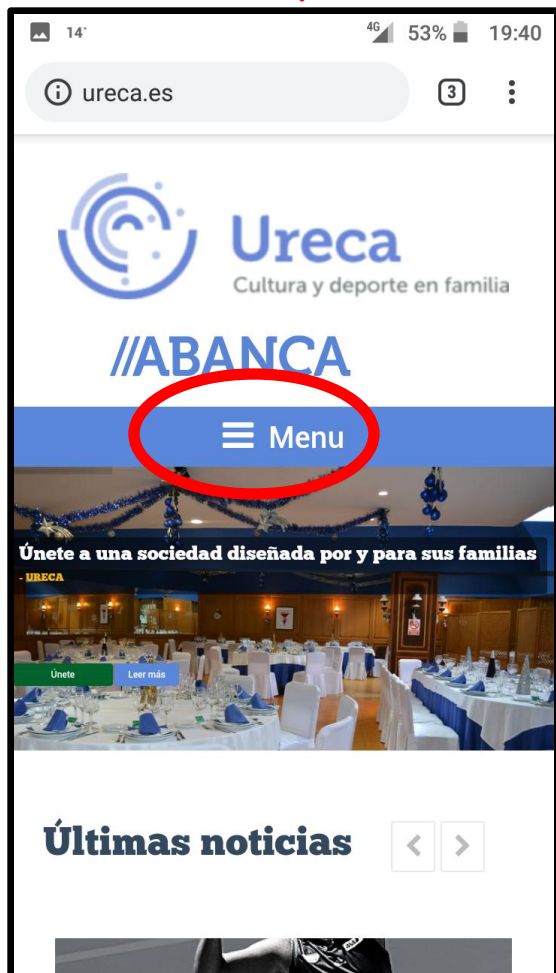 14°
4G 53% 19:40
ureca.es
3
Ureca
Cultura y deporte en familia
//ABANCA
Menu
Únete a una sociedad diseñada por y para sus familias
- URECA
Únete Leer más
Últimas noticias